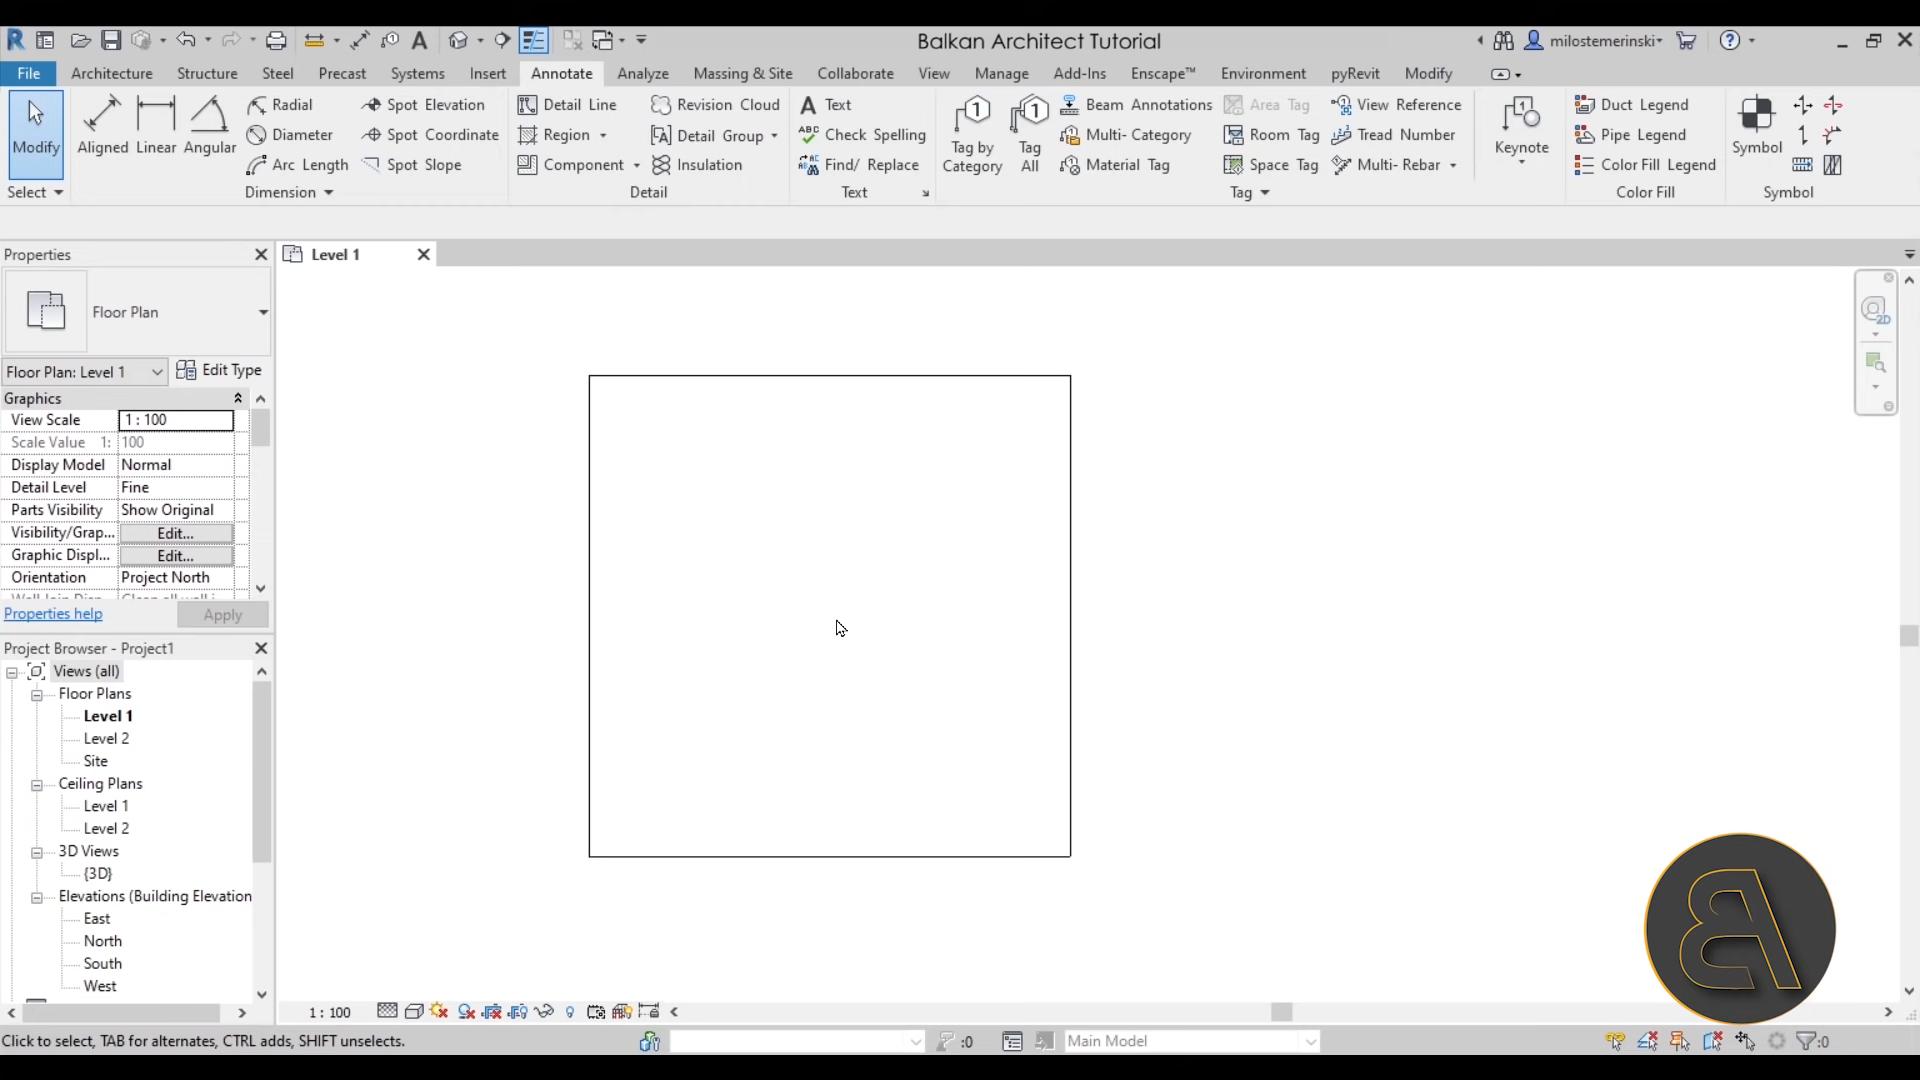 Balkan Architect Tutorial
milostemerinski
File Architecture Structure Steel Precast Systems Insert Annotate Analyze Massing & Site Collaborate View Manage Add-Ins Enscape™ Environment pyRevit Modify
Modify
Select
Aligned
Linear
Angular
Radial
Diameter
Arc Length
Spot Elevation
Spot Coordinate
Spot Slope
Dimension
Detail Line
Region
Component
Revision Cloud
Detail Group
Insulation
Detail
Text
Check Spelling
Find/ Replace
Text
Tag by
Category
Tag
All
Beam Annotations
Multi- Category
Material Tag
Area Tag
Room Tag
Space Tag
View Reference
Tread Number
Multi- Rebar
Tag
Keynote
Duct Legend
Pipe Legend
Color Fill Legend
Color Fill
Symbol
Symbol
Properties
Floor Plan
Floor Plan: Level 1 Edit Type
Graphics
View Scale 1 : 100
Scale Value 1: 100
Display Model Normal
Detail Level Fine
Parts Visibility Show Original
Visibility/Grap... Edit...
Graphic Displ... Edit...
Orientation Project North
Properties help Apply
Project Browser - Project1
Views (all)
Floor Plans
Level 1
Level 2
Site
Ceiling Plans
Level 1
Level 2
3D Views
{3D}
Elevations (Building Elevation
East
North
South
West
Level 1
2D
1 : 100
Click to select, TAB for alternates, CTRL adds, SHIFT unselects.
:0
Main Model
:0